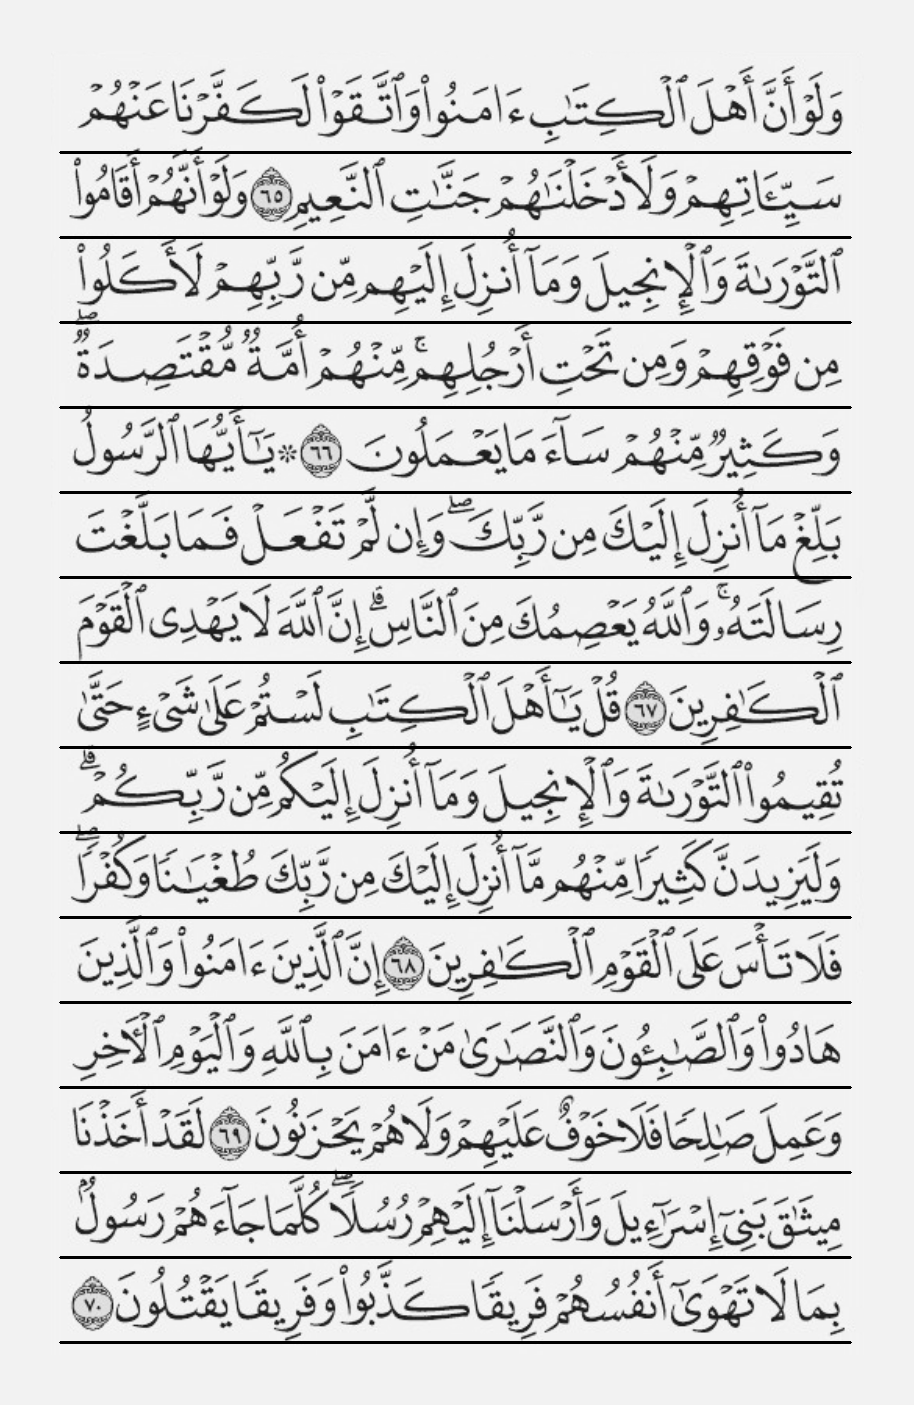 وَلَوۡ أَنَّ أَهۡلَ ٱلۡكِتَٰبِ ءَامَنُواْ وَٱتَّقَوۡاْ لَكَفَّرۡنَا عَنۡهُمۡ
سَيِّـَٔاتِهِمۡ وَلَأَدۡخَلۡنَٰهُمۡ جَنَّٰتِ ٱلنَّعِيمِ ٦٥ وَلَوۡ أَنَّهُمۡ أَقَامُواْ
ٱلتَّوۡرَىٰةَ وَٱلۡإِنجِيلَ وَمَآ أُنزِلَ إِلَيۡهِم مِّن رَّبِّهِمۡ لَأَكَلُواْ
مِن فَوۡقِهِمۡ وَمِن تَحۡتِ أَرۡجُلِهِمۚ مِّنۡهُمۡ أُمَّةٞ مُّقۡتَصِدَةٞۖ
وَكَثِيرٞ مِّنۡهُمۡ سَآءَ مَا يَعۡمَلُونَ ٦٦ ۞ يَٰٓأَيُّهَا ٱلرَّسُولُ
بَلِّغۡ مَآ أُنزِلَ إِلَيۡكَ مِن رَّبِّكَۖ وَإِن لَّمۡ تَفۡعَلۡ فَمَا بَلَّغۡتَ
رِسَالَتَهُۥۚ وَٱللَّهُ يَعۡصِمُكَ مِنَ ٱلنَّاسِۗ إِنَّ ٱللَّهَ لَا يَهۡدِي ٱلۡقَوۡمَ
ٱلۡكَٰفِرِينَ ٦٧ قُلۡ يَٰٓأَهۡلَ ٱلۡكِتَٰبِ لَسۡتُمۡ عَلَىٰ شَيۡءٍ حَتَّىٰ
تُقِيمُواْ ٱلتَّوۡرَىٰةَ وَٱلۡإِنجِيلَ وَمَآ أُنزِلَ إِلَيۡكُم مِّن رَّبِّكُمۡۗ
وَلَيَزِيدَنَّ كَثِيرٗا مِّنۡهُم مَّآ أُنزِلَ إِلَيۡكَ مِن رَّبِّكَ طُغۡيَٰنٗا وَكُفۡرٗاۖ
فَلَا تَأۡسَ عَلَى ٱلۡقَوۡمِ ٱلۡكَٰفِرِينَ ٦٨ إِنَّ ٱلَّذِينَ ءَامَنُواْ وَٱلَّذِينَ
هَادُواْ وَٱلصَّٰبِـُٔونَ وَٱلنَّصَٰرَىٰ مَنۡ ءَامَنَ بِٱللَّهِ وَٱلۡيَوۡمِ ٱلۡأٓخِرِ
وَعَمِلَ صَٰلِحٗا فَلَا خَوۡفٌ عَلَيۡهِمۡ وَلَا هُمۡ يَحۡزَنُونَ ٦٩ لَقَدۡ أَخَذۡنَا
مِيثَٰقَ بَنِيٓ إِسۡرَٰٓءِيلَ وَأَرۡسَلۡنَآ إِلَيۡهِمۡ رُسُلٗاۖ كُلَّمَا جَآءَهُمۡ رَسُولُۢ
بِمَا لَا تَهۡوَىٰٓ أَنفُسُهُمۡ فَرِيقٗا كَذَّبُواْ وَفَرِيقٗا يَقۡتُلُونَ ٧٠